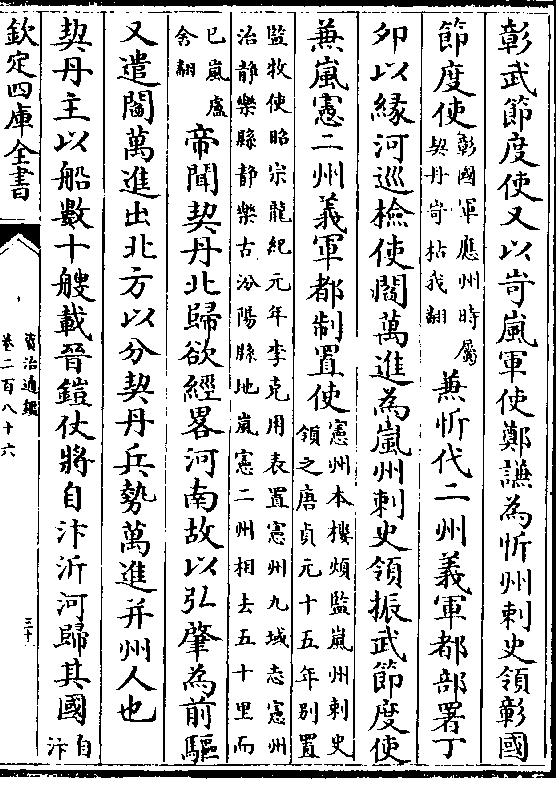 彰武節度使又以岢嵐軍使鄭謙為忻州刺史領彰國
節度使
彰國軍應州時屬
契丹岢枯我翻
兼忻代二州義軍都部署丁
夘以縁河巡檢使閻萬進為嵐州刺史領振武節度使
兼嵐憲二州義軍都制置使
憲州本樓煩監嵐州刺史
領之唐貞元十五年別置
監牧使昭宗龍紀元年李克用表置憲州九域志憲州
治静樂縣静樂古汾陽縣地嵐憲二州相去五十里而
已嵐盧
含翻
帝聞契丹北歸欲經畧河南故以弘肇為前驅
又遣閻萬進出北方以分契丹兵勢萬進并州人也
契丹主以船數十艘載晉鎧仗將自汴泝河歸其國
自
汴
欽定四庫全書
資治通鑑
卷二百八十六
三十